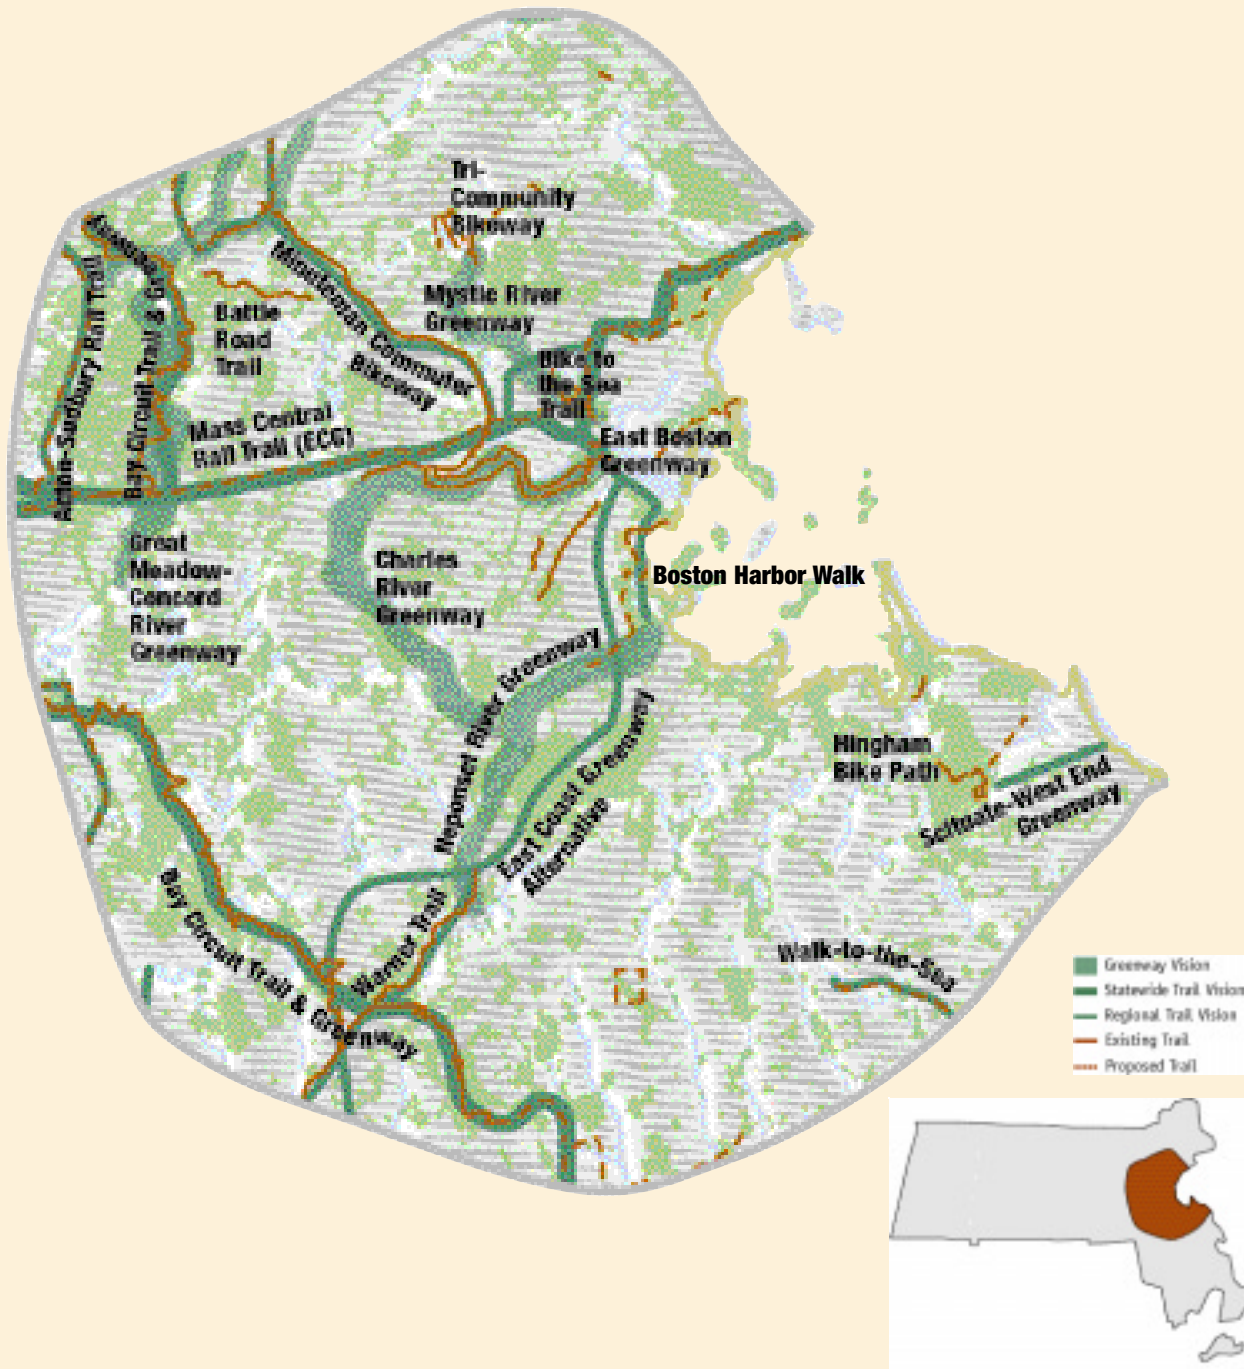 Tri-
Community
Bikeway
Minuteman Commuter
Bikeway
Mystic River
Greenway
Battle
Road
Trail
Acton-Sudbury Rail Trail
Bay Circuit Trail &
Bike to
the Sea
Trail
Mass Central
Rail Trail (ECG)
East Boston
Greenway
Great
Meadow-
Concord
River
Greenway
Charles
River
Greenway
Boston Harbor Walk
Neponset River Greenway
East Coast Greenway
Alternative
Hingham
Bike Path
Scituate-West End
Greenway
Bay Circuit Trail & Greenway
Warner Trail
Walk-to-the-Sea
Greenway Vision
Statewide Trail Vision
Regional Trail Vision
Existing Trail
Proposed Trail